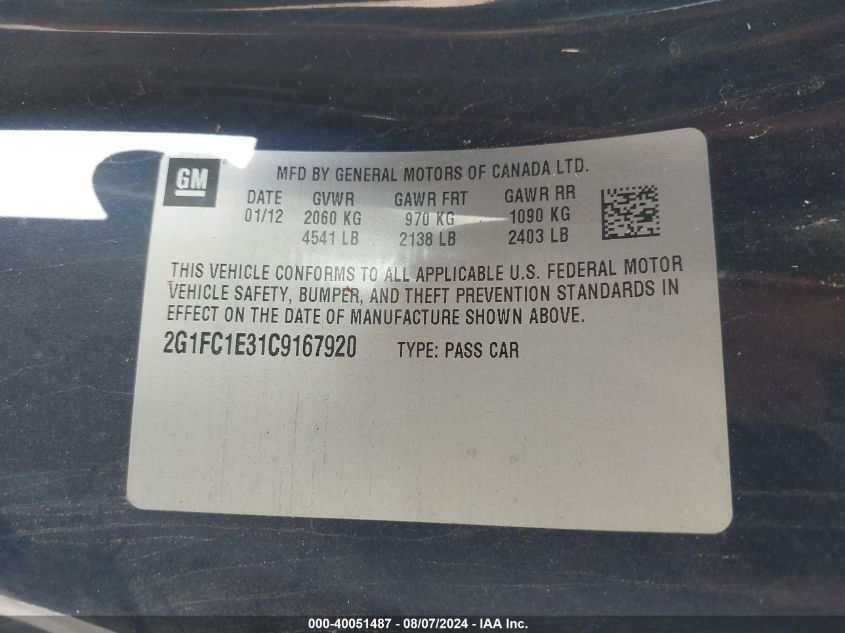 GM
MFD BY GENERAL MOTORS OF CANADA LTD.
DATE GVWR GAWR FRT GAWR RR
01/12 2060 KG 970 KG 1090 KG
4541 LB 2138 LB 2403 LB
THIS VEHICLE CONFORMS TO ALL APPLICABLE U.S. FEDERAL MOTOR
VEHICLE SAFETY, BUMPER, AND THEFT PREVENTION STANDARDS IN
EFFECT ON THE DATE OF MANUFACTURE SHOWN ABOVE.
2G1FC1E31C9167920 TYPE: PASS CAR
000-40051487 - 08/07/2024 - IAA Inc.